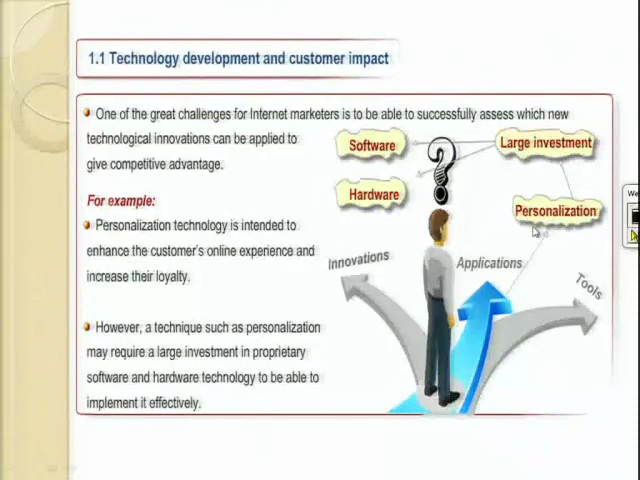 1.1 Technology development and customer impact
One of the great challenges for Internet marketers is to be able to successfully assess which new
technological innovations can be applied to
give competitive advantage.
For example:
Personalization technology is intended to
enhance the customer's online experience and
increase their loyalty.
However, a technique such as personalization
may require a large investment in proprietary
software and hardware technology to be able to
implement it effectively.
Software
?
Large investment
Hardware
Personalization
Innovations
Applications
Tools
We